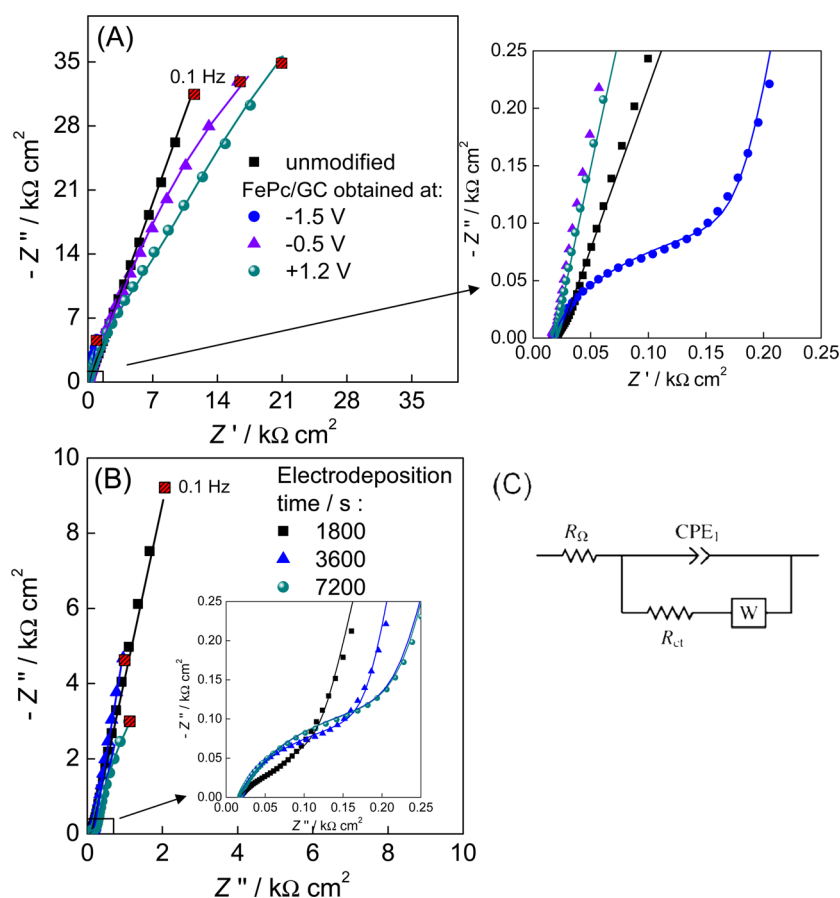 (A)
- Z" / kΩ cm²
35
28
21
14
7
0
0.1 Hz
unmodified
FePc/GC obtained at:
-1.5 V
-0.5 V
+1.2 V
0 7 14 21 28 35
Z' / kΩ cm²
- Z" / kΩ cm²
0.25
0.20
0.15
0.10
0.05
0.00
0.00 0.05 0.10 0.15 0.20 0.25
Z' / kΩ cm²
(B)
- Z" / kΩ cm²
10
8
6
4
2
0
0.1 Hz
Electrodeposition
time / s :
1800
3600
7200
- Z" / kΩ cm²
0.25
0.20
0.15
0.10
0.05
0.00
0.00 0.05 0.10 0.15 0.20 0.25
Z" / kΩ cm²
0 2 4 6 8 10
Z" / kΩ cm²
(C)
RΩ
CPE₁
Rct
W